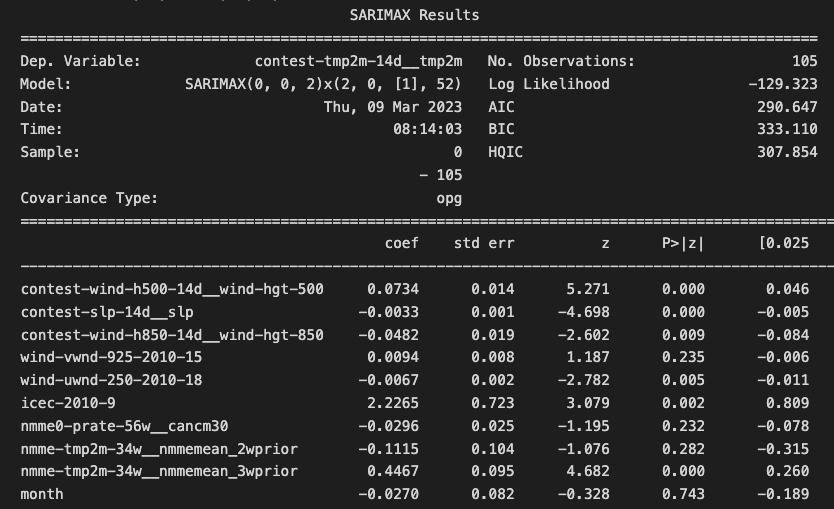 SARIMAX Results
==========================================================================================
Dep. Variable: contest-tmp2m-14d__tmp2m No. Observations: 105
Model: SARIMAX(0, 0, 2)x(2, 0, [1], 52) Log Likelihood -129.323
Date: Thu, 09 Mar 2023 AIC 290.647
Time: 08:14:03 BIC 333.110
Sample: 0 HQIC 307.854
- 105
Covariance Type: opg
==========================================================================================
coef std err z P>|z| [0.025
------------------------------------------------------------------------------------------
contest-wind-h500-14d__wind-hgt-500 0.0734 0.014 5.271 0.000 0.046
contest-slp-14d__slp -0.0033 0.001 -4.698 0.000 -0.005
contest-wind-h850-14d__wind-hgt-850 -0.0482 0.019 -2.602 0.009 -0.084
wind-vwnd-925-2010-15 0.0094 0.008 1.187 0.235 -0.006
wind-uwnd-250-2010-18 -0.0067 0.002 -2.782 0.005 -0.011
icec-2010-9 2.2265 0.723 3.079 0.002 0.809
nmme0-prate-56w__cancm30 -0.0296 0.025 -1.195 0.232 -0.078
nmme-tmp2m-34w__nmmemean_2wprior -0.1115 0.104 -1.076 0.282 -0.315
nmme-tmp2m-34w__nmmemean_3wprior 0.4467 0.095 4.682 0.000 0.260
month -0.0270 0.082 -0.328 0.743 -0.189